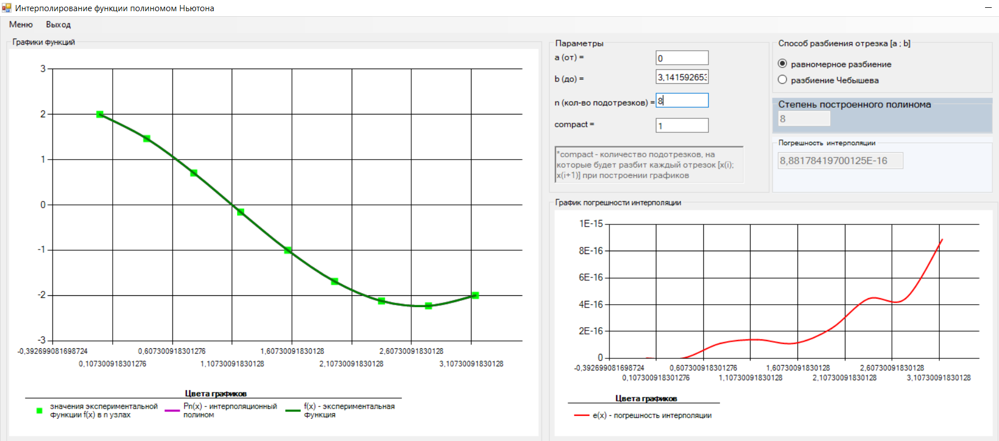 Интерполирование функции полиномом Ньютона
Меню Выход
Графики функций
3
2
1
0
-1
-2
-3
-0,392699081698724 0,607300918301276 1,60730091830128 2,60730091830128
0,107300918301276 1,10730091830128 2,10730091830128 3,10730091830128
Цвета графиков
значения экспериментальной
функции f(x) в n узлах
Pn(x) - интерполяционный
полином
f(x) - экспериментальная
функция
Параметры
a (от) = 0
b (до) = 3,14159265
n (кол-во подотрезков) = 8
compact = 1
*compact - количество подотрезков, на
которые будет разбит каждый отрезок [x(i);
x(i+1)] при построении графиков
Способ разбиения отрезка [a ; b]
равномерное разбиение
разбиение Чебышева
Степень построенного полинома
8
Погрешность интерполяции
8,88178419700125E-16
График погрешности интерполяции
1E-15
8E-16
6E-16
4E-16
2E-16
0
-0,392699081698724 0,607300918301276 1,60730091830128 2,60730091830128
0,107300918301276 1,10730091830128 2,10730091830128 3,10730091830128
Цвета графиков
e(x) - погрешность интерполяции